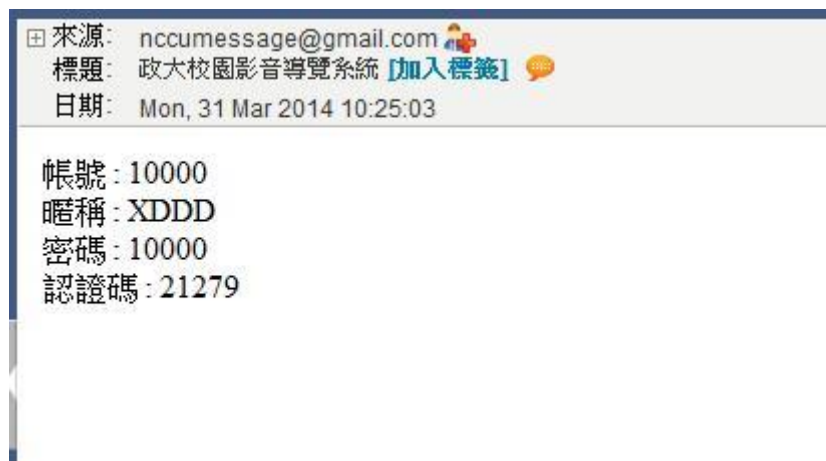 來源: nccumessage@gmail.com
標題: 政大校園影音導覽系統 [加入標籤]
日期: Mon, 31 Mar 2014 10:25:03
帳號 : 10000
暱稱 : XDDD
密碼 : 10000
認證碼 : 21279